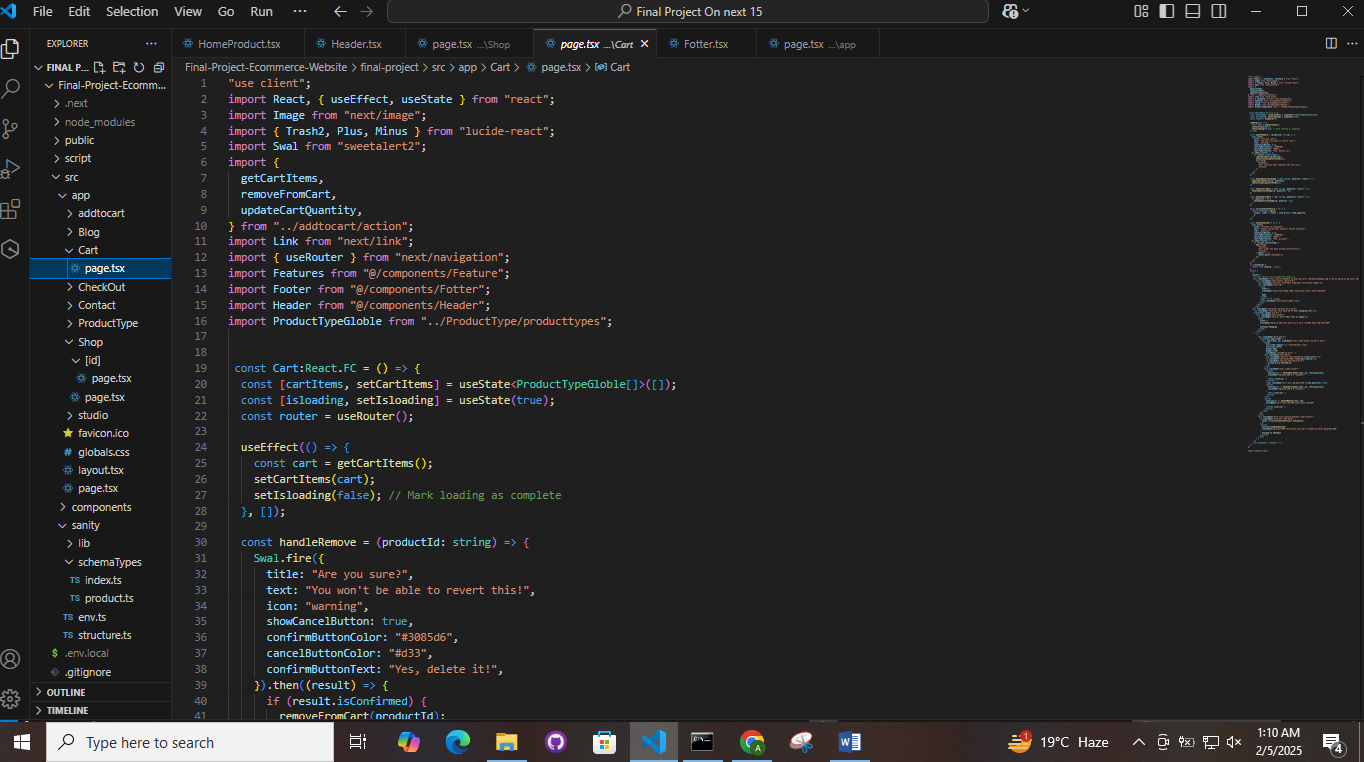 File Edit Selection View Go Run ··· Final Project On next 15
EXPLORER ···
HomeProduct.tsx Header.tsx page.tsx ...\Shop page.tsx ...\Cart Fotter.tsx page.tsx ...\app
FINAL P...
Final-Project-Ecommerce-Website > final-project > src > app > Cart > page.tsx > Cart
Final-Project-Ecomm...
.next
node_modules
public
script
src
app
addtocart
Blog
Cart
page.tsx
CheckOut
Contact
ProductType
Shop
[id]
page.tsx
page.tsx
studio
favicon.ico
globals.css
layout.tsx
page.tsx
components
sanity
lib
schemaTypes
TS index.ts
TS product.ts
TS env.ts
TS structure.ts
$ .env.local
.gitignore
OUTLINE
TIMELINE
1 "use client";
2 import React, { useEffect, useState } from "react";
3 import Image from "next/image";
4 import { Trash2, Plus, Minus } from "lucide-react";
5 import Swal from "sweetalert2";
6 import {
7 getCartItems,
8 removeFromCart,
9 updateCartQuantity,
10 } from "../addtocart/action";
11 import Link from "next/link";
12 import { useRouter } from "next/navigation";
13 import Features from "@/components/Feature";
14 import Footer from "@/components/Fotter";
15 import Header from "@/components/Header";
16 import ProductTypeGloble from "../ProductType/producttypes";
17
18
19 const Cart:React.FC = () => {
20 const [cartItems, setCartItems] = useState<ProductTypeGloble[]>([]);
21 const [isloading, setIsloading] = useState(true);
22 const router = useRouter();
23
24 useEffect(() => {
25 const cart = getCartItems();
26 setCartItems(cart);
27 setIsloading(false); // Mark loading as complete
28 }, []);
29
30 const handleRemove = (productId: string) => {
31 Swal.fire({
32 title: "Are you sure?",
33 text: "You won't be able to revert this!",
34 icon: "warning",
35 showCancelButton: true,
36 confirmButtonColor: "#3085d6",
37 cancelButtonColor: "#d33",
38 confirmButtonText: "Yes, delete it!",
39 }).then((result) => {
40 if (result.isConfirmed) {
41 removeFromCart(productId);
Type here to search
1 19°C Haze
1:10 AM
2/5/2025
4